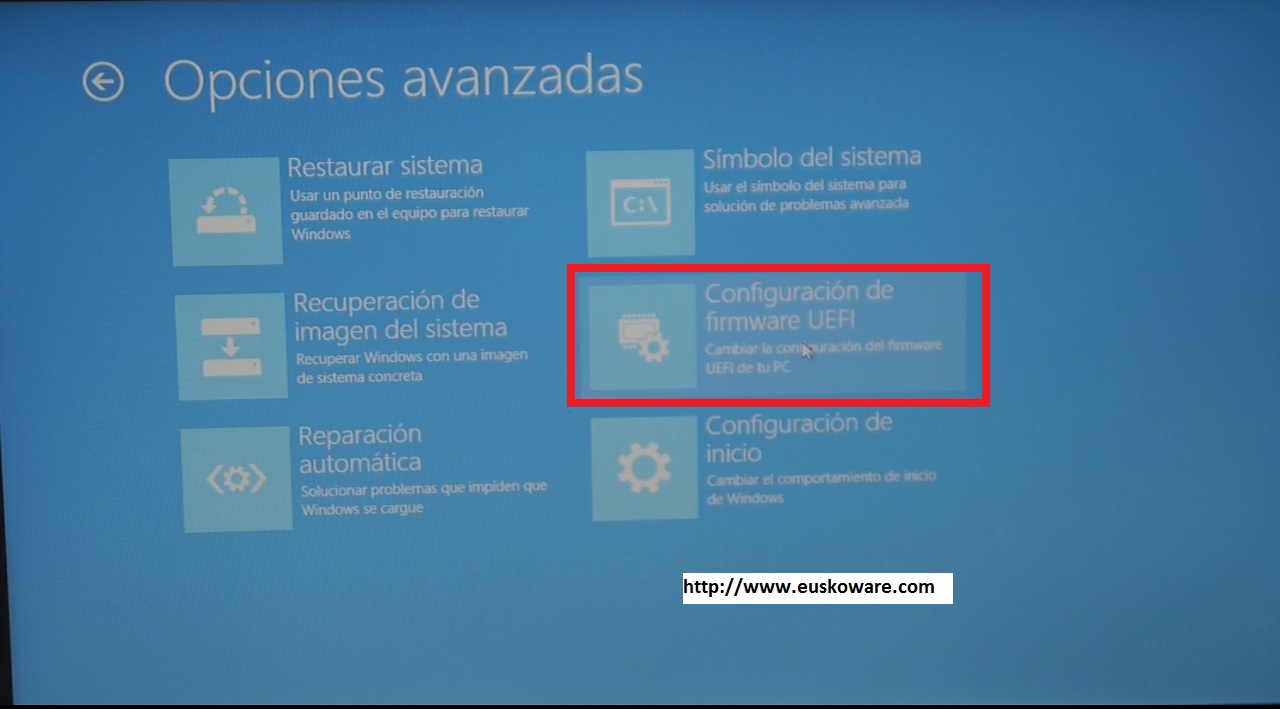 Opciones avanzadas
Restaurar sistema
Usar un punto de restauración
guardado en el equipo para restaurar
Windows
Recuperación de
imagen del sistema
Recuperar Windows con una imagen
de sistema concreta
Reparación
automática
Solucionar problemas que impiden que
Windows se cargue
Símbolo del sistema
C:\
Usar el símbolo del sistema para
solución de problemas avanzada
Configuración de
firmware UEFI
Cambiar la configuración del firmware
UEFI de tu PC
Configuración de
inicio
Cambiar el comportamiento de inicio
de Windows
http://www.euskoware.com